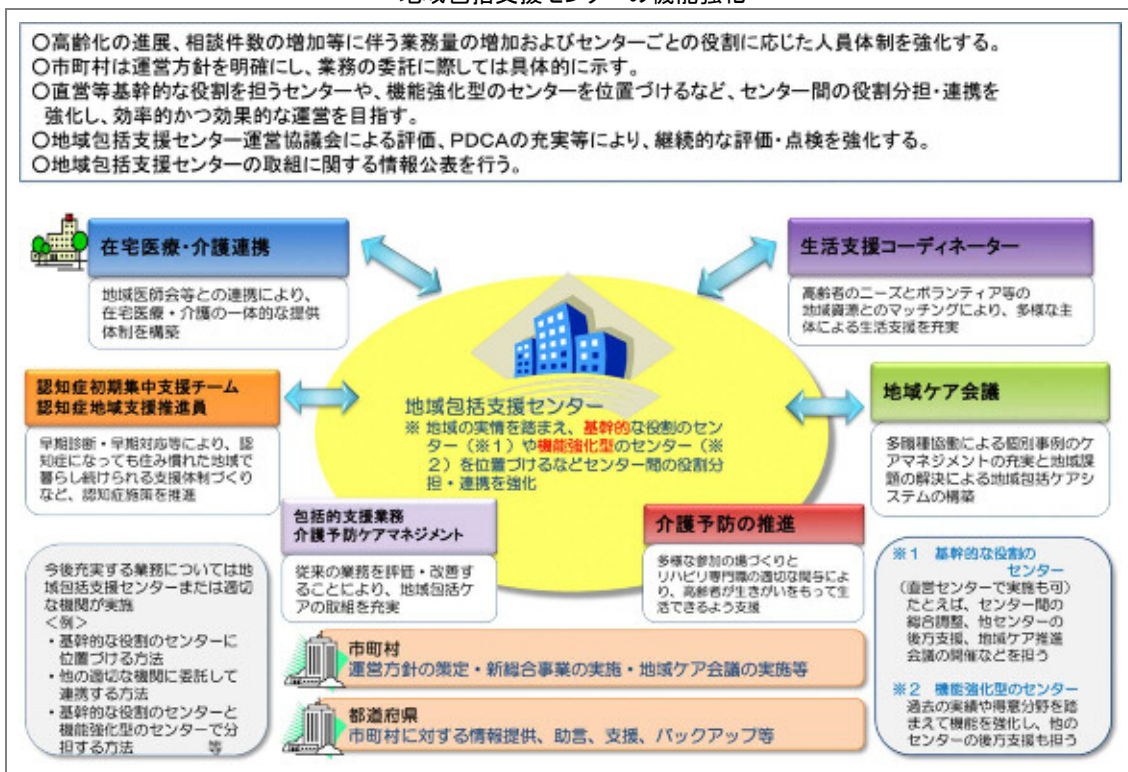 地域包括支援センターの機能強化
〇高齢化の進展、相談件数の増加等に伴う業務量の増加およびセンターごとの役割に応じた人員体制を強化する。
〇市町村は運営方針を明確にし、業務の委託に際しては具体的に示す。
〇直営等基幹的な役割を担うセンターや、機能強化型のセンターを位置づけるなど、センター間の役割分担・連携を
強化し、効率的かつ効果的な運営を目指す。
〇地域包括支援センター運営協議会による評価、PDCAの充実等により、継続的な評価・点検を強化する。
〇地域包括支援センターの取組に関する情報公表を行う。
在宅医療・介護連携
地域医師会等との連携により、
在宅医療・介護の一体的な提供
体制を構築
生活支援コーディネーター
高齢者のニーズとボランティア等の
地域資源とのマッチングにより、多様な主
体による生活支援を充実
認知症初期集中支援チーム
認知症地域支援推進員
早期診断・早期対応等により、認
知症になっても住み慣れた地域で
暮らし続けられる支援体制づくり
など、認知症施策を推進
地域包括支援センター
※ 地域の実情を踏まえ、基幹的な役割のセン
ター（※１）や機能強化型のセンター（※
２）を位置づけるなどセンター間の役割分
担・連携を強化
地域ケア会議
多職種協働による個別事例のケ
アマネジメントの充実と地域課
題の解決による地域包括ケアシ
ステムの構築
包括的支援業務
介護予防ケアマネジメント
従来の業務を評価・改善す
ることにより、地域包括ケ
アの取組を充実
介護予防の推進
多様な参加の場づくりと
リハビリ専門職の適切な関与によ
り、高齢者が生きがいをもって生
活できるよう支援
今後充実する業務については地
域包括支援センターまたは適切
な機関が実施
＜例＞
・基幹的な役割のセンターに
位置づける方法
・他の適切な機関に委託して
連携する方法
・基幹的な役割のセンターと
機能強化型のセンターで分
担する方法 等
市町村
運営方針の策定・新総合事業の実施・地域ケア会議の実施等
都道府県
市町村に対する情報提供、助言、支援、バックアップ等
※１ 基幹的な役割の
センター
（直営センターで実施も可）
たとえば、センター間の
総合調整、他センターの
後方支援、地域ケア推進
会議の開催などを担う
※２ 機能強化型のセンター
過去の実績や得意分野を踏
まえて機能を強化し、他の
センターの後方支援も担う